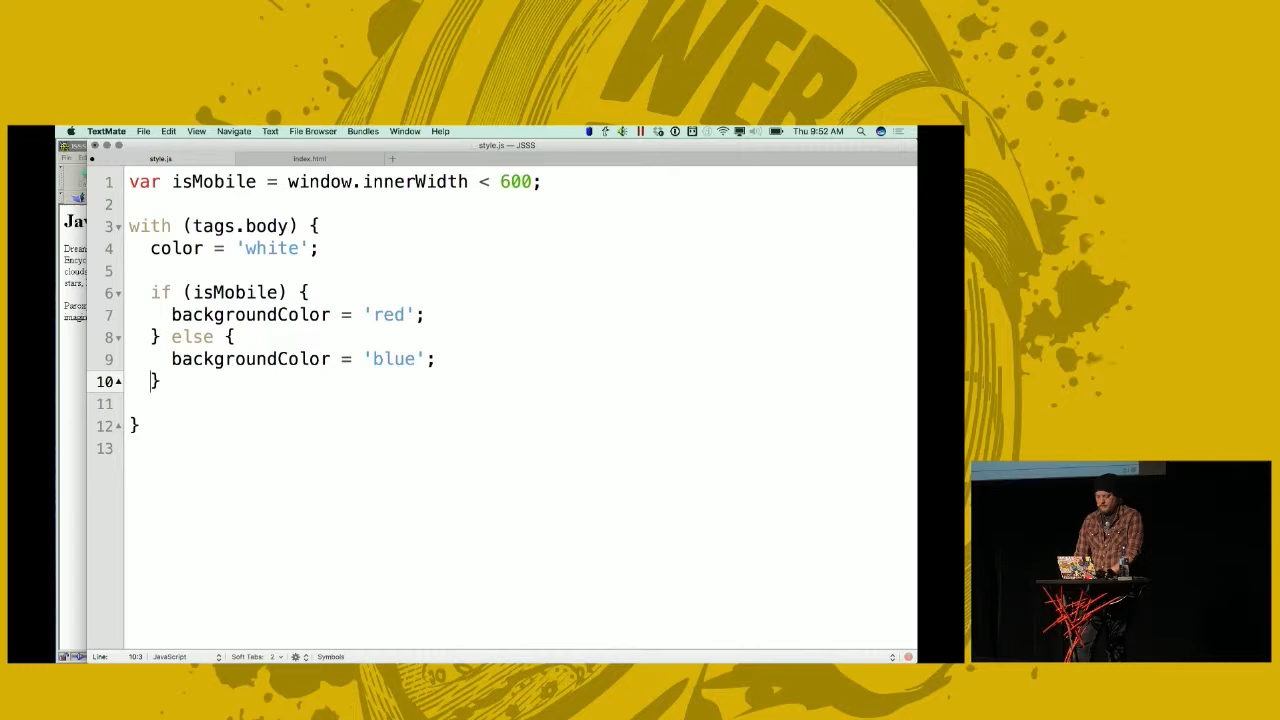 WER
TextMate File Edit View Navigate Text File Browser Bundles Window Help Thu 9:52 AM
style.js — JSSS
style.js index.html +
1 var isMobile = window.innerWidth < 600;
2
3 with (tags.body) {
4 color = 'white';
5
6 if (isMobile) {
7 backgroundColor = 'red';
8 } else {
9 backgroundColor = 'blue';
10 }
11
12 }
13
Jav
Line: 10:3 JavaScript Soft Tabs: 2 Symbols